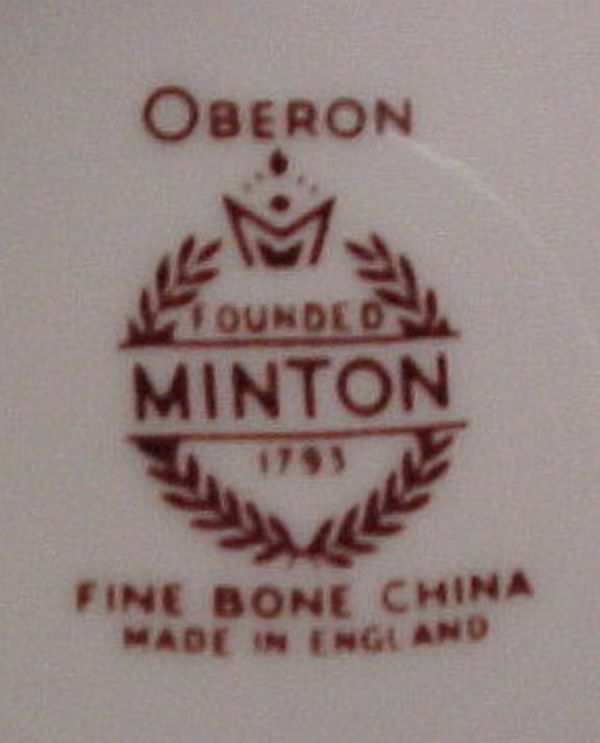 OBERON
FOUNDED
MINTON
1793
FINE BONE CHINA
MADE IN ENGLAND